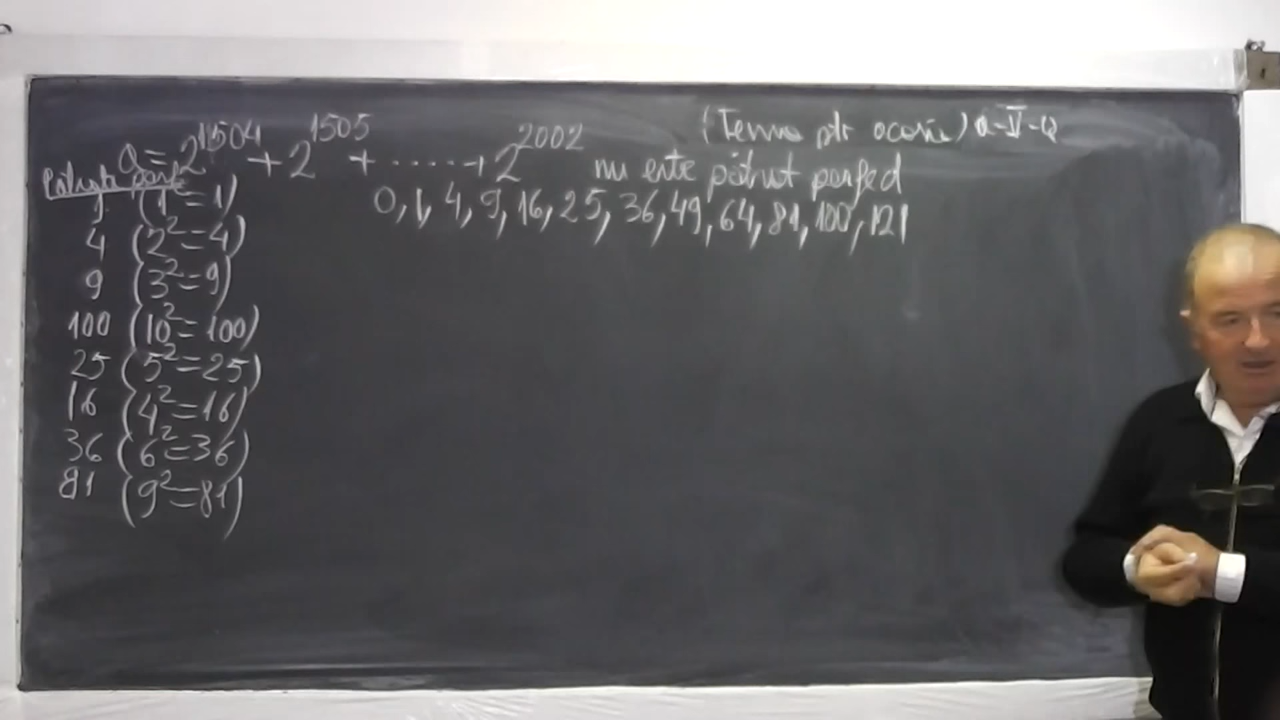 (Tema ptr acasă) a-V-a
a = 2^1504 + 2^1505 + ...... + 2^2002 nu este pătrat perfect
Pătrate perf
0, 1, 4, 9, 16, 25, 36, 49, 64, 81, 100, 121
1 (1² = 1)
4 (2² = 4)
9 (3² = 9)
100 (10² = 100)
25 (5² = 25)
16 (4² = 16)
36 (6² = 36)
81 (9² = 81)